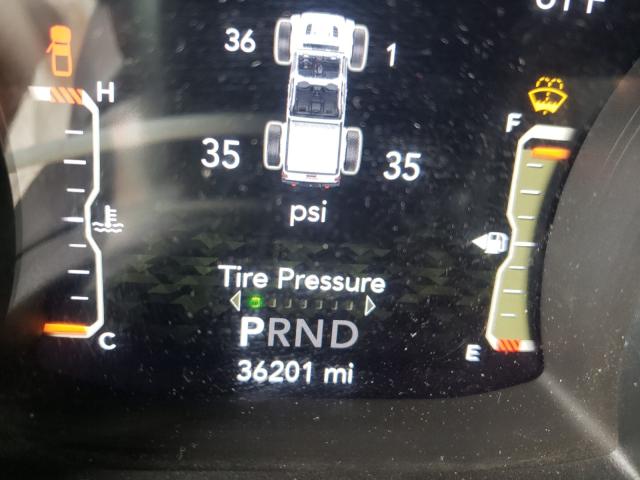 36 1
H
F
35 35
psi
Tire Pressure
PRND
C
E
36201 mi